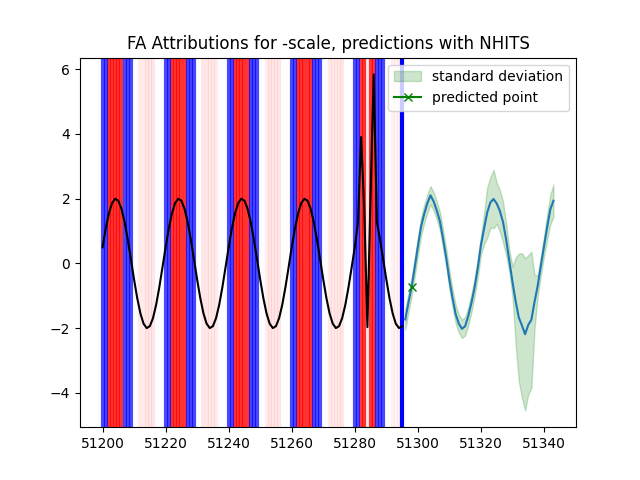 FA Attributions for -scale, predictions with NHITS
standard deviation
predicted point
6
4
2
0
−2
−4
51200 51220 51240 51260 51280 51300 51320 51340